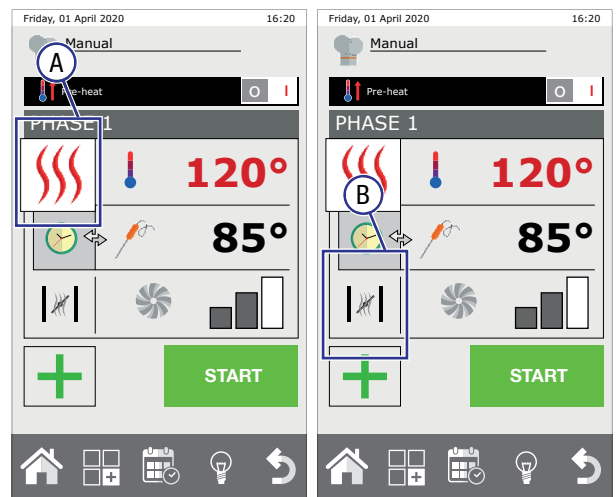 Friday, 01 April 2020 16:20
Manual
A
Pre-heat O I
PHASE 1
120°
85°
START
Friday, 01 April 2020 16:20
Manual
Pre-heat O I
PHASE 1
120°
B
85°
START